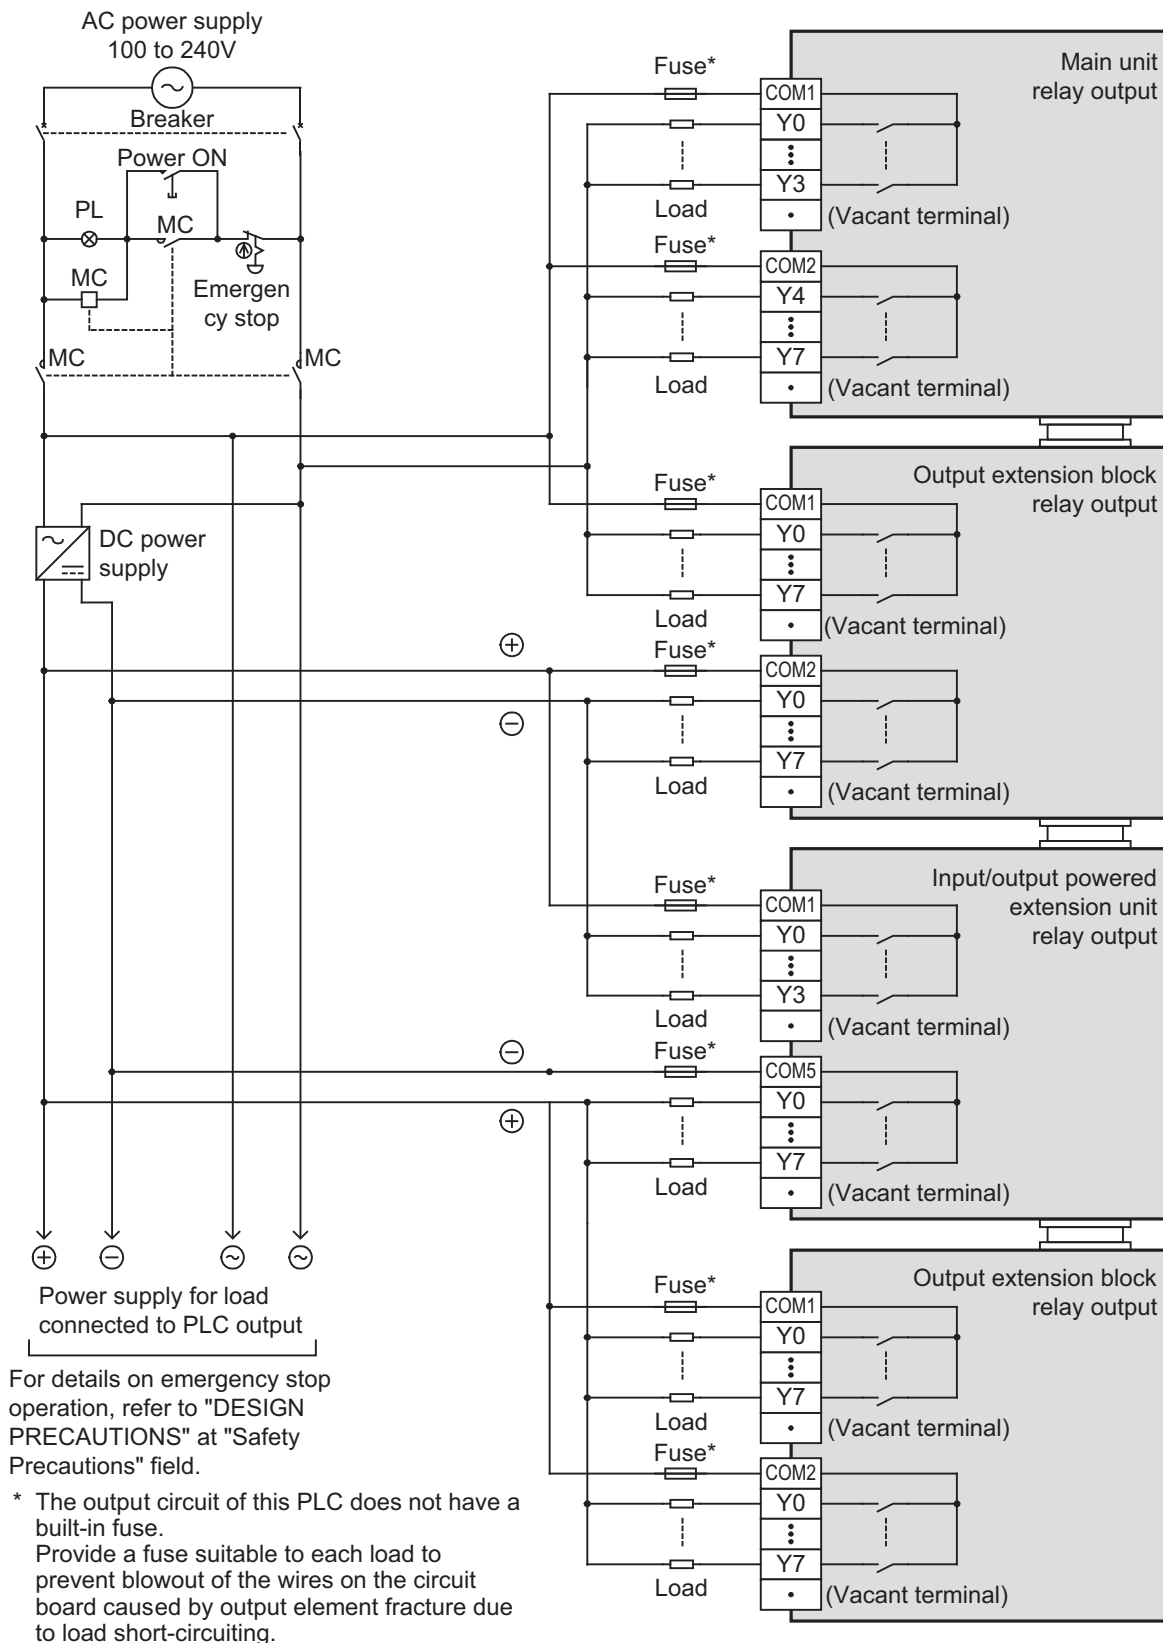 AC power supply
100 to 240V
Breaker
Power ON
PL
MC
MC
Emergen
cy stop
MC
MC
DC power
supply
Power supply for load
connected to PLC output
For details on emergency stop
operation, refer to "DESIGN
PRECAUTIONS" at "Safety
Precautions" field.
* The output circuit of this PLC does not have a
built-in fuse.
Provide a fuse suitable to each load to
prevent blowout of the wires on the circuit
board caused by output element fracture due
to load short-circuiting.
Main unit
relay output
Fuse*
COM1
Y0
Y3
Load
(Vacant terminal)
Fuse*
COM2
Y4
Y7
Load
(Vacant terminal)
Output extension block
relay output
Fuse*
COM1
Y0
Y7
Load
(Vacant terminal)
Fuse*
COM2
Y0
Y7
Load
(Vacant terminal)
Input/output powered
extension unit
relay output
Fuse*
COM1
Y0
Y3
Load
(Vacant terminal)
Fuse*
COM5
Y0
Y7
Load
(Vacant terminal)
Output extension block
relay output
Fuse*
COM1
Y0
Y7
Load
(Vacant terminal)
Fuse*
COM2
Y0
Y7
Load
(Vacant terminal)